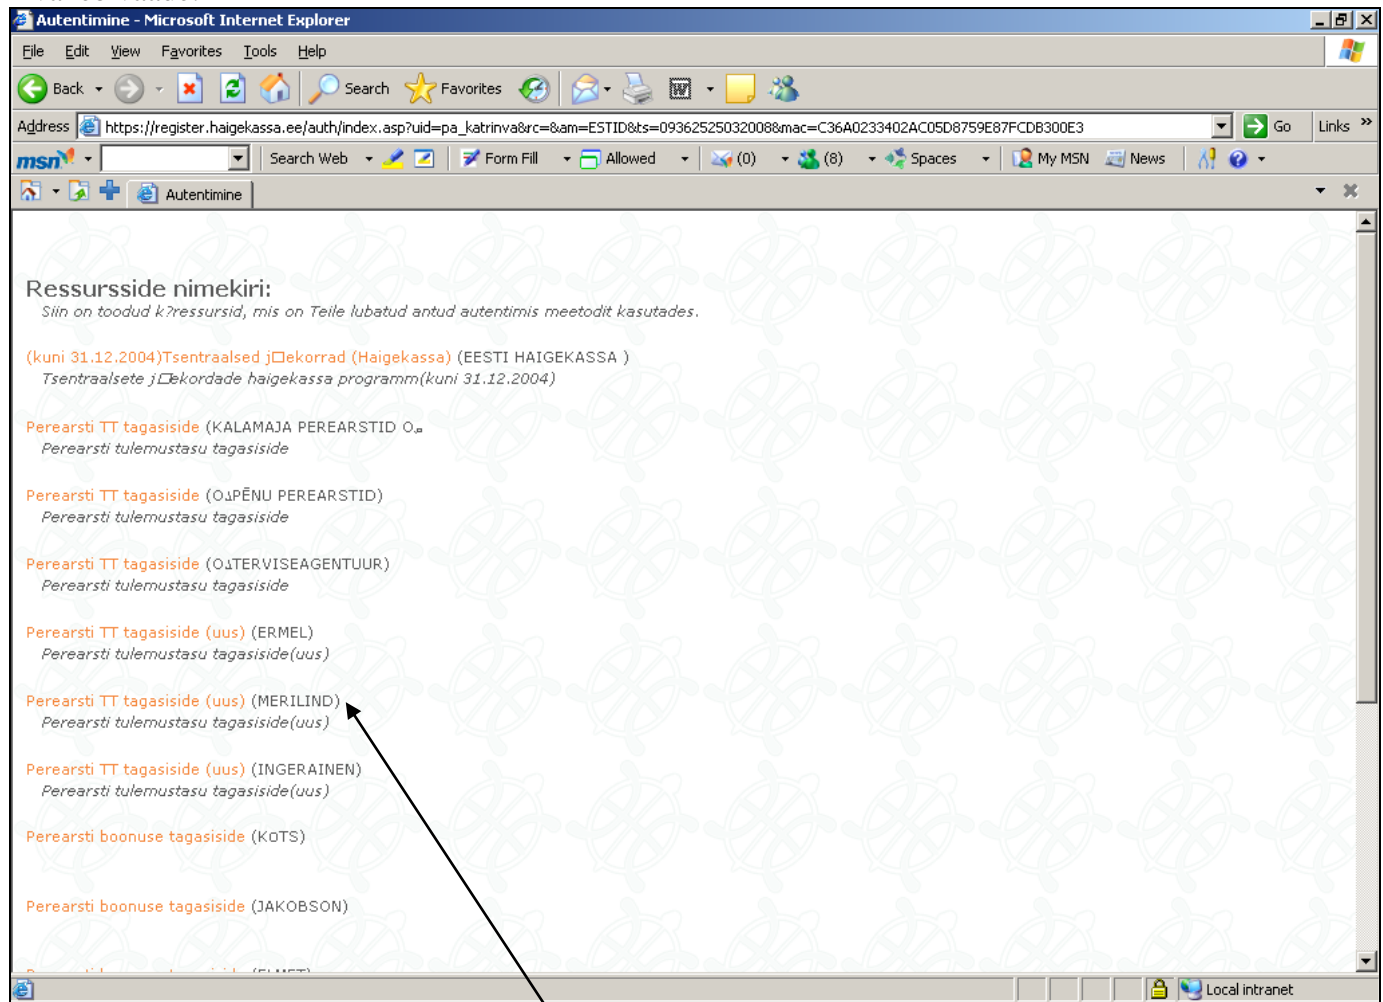 Autentimine - Microsoft Internet Explorer
File Edit View Favorites Tools Help
Back Search Favorites
Address https://register.haigekassa.ee/auth/index.asp?uid=pa_katrinva&rc=&am=ESTID&ts=09362525032008&mac=C36A0233402AC05D8759E87FCDB300E3 Go Links »
msn Search Web Form Fill Allowed (0) (8) Spaces My MSN News
Autentimine
Ressursside nimekiri:
Siin on toodud k?ressursid, mis on Teile lubatud antud autentimis meetodit kasutades.
(kuni 31.12.2004)Tsentraalsed j□ekorrad (Haigekassa) (EESTI HAIGEKASSA )
Tsentraalsete j□ekordade haigekassa programm(kuni 31.12.2004)
Perearsti TT tagasiside (KALAMAJA PEREARSTID O
Perearsti tulemustasu tagasiside
Perearsti TT tagasiside (PĒNU PEREARSTID)
Perearsti tulemustasu tagasiside
Perearsti TT tagasiside (TERVISEAGENTUUR)
Perearsti tulemustasu tagasiside
Perearsti TT tagasiside (uus) (ERMEL)
Perearsti tulemustasu tagasiside(uus)
Perearsti TT tagasiside (uus) (MERILIND)
Perearsti tulemustasu tagasiside(uus)
Perearsti TT tagasiside (uus) (INGERAINEN)
Perearsti tulemustasu tagasiside(uus)
Perearsti boonuse tagasiside (KOTS)
Perearsti boonuse tagasiside (JAKOBSON)
Local intranet